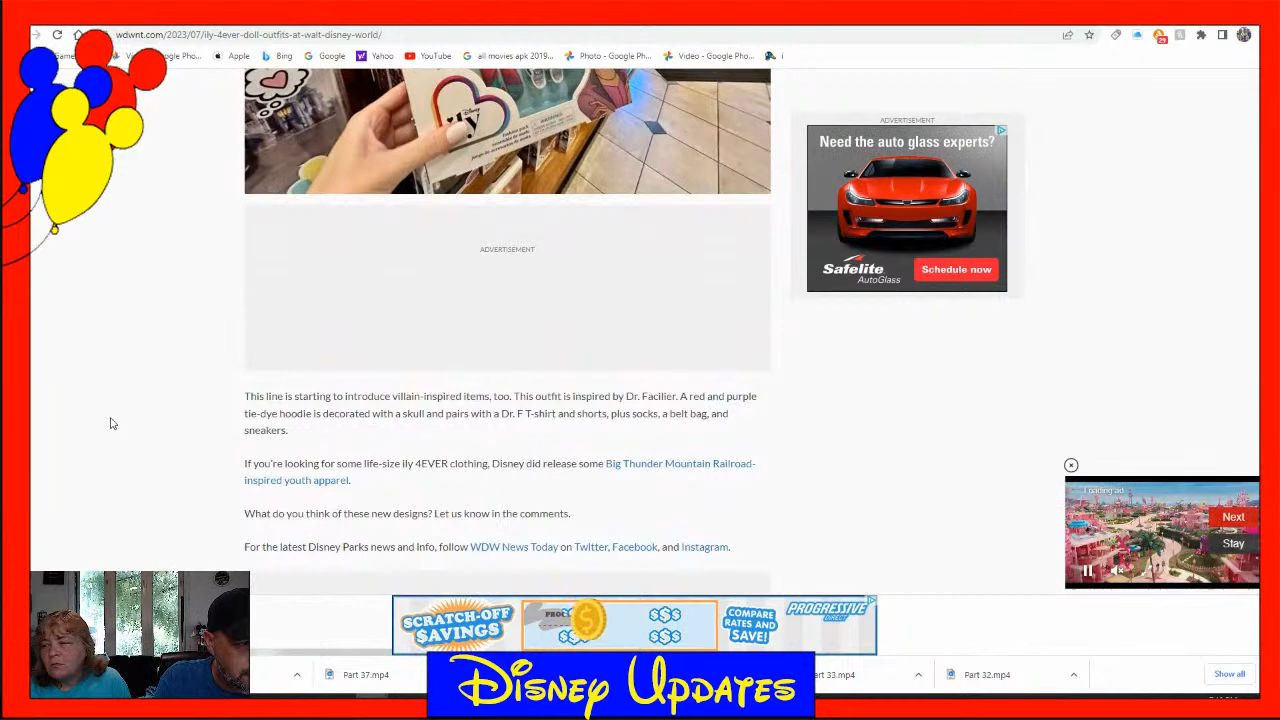 wdwnt.com/2023/07/ily-4ever-doll-outfits-at-walt-disney-world/
Apple
Bing
Google
Yahoo
YouTube
all movies apk 2019...
Photo - Google Ph...
Video - Google Pho...
29
Disney
ily
ADVERTISEMENT
Need the auto glass experts?
Safelite
AutoGlass
Schedule now
ADVERTISEMENT
This line is starting to introduce villain-inspired items, too. This outfit is inspired by Dr. Facilier. A red and purple
tie-dye hoodie is decorated with a skull and pairs with a Dr. F T-shirt and shorts, plus socks, a belt bag, and
sneakers.
If you're looking for some life-size ily 4EVER clothing, Disney did release some Big Thunder Mountain Railroad-
inspired youth apparel.
What do you think of these new designs? Let us know in the comments.
For the latest Disney Parks news and info, follow WDW News Today on Twitter, Facebook, and Instagram.
Loading ad
Next
Stay
SCRATCH-OFF
SAVINGS
$$$
$$$
COMPARE
RATES AND
SAVE!
PROGRESSIVE
DIRECT
Part 37.mp4
Part 32.mp4
Show all
Disney Updates